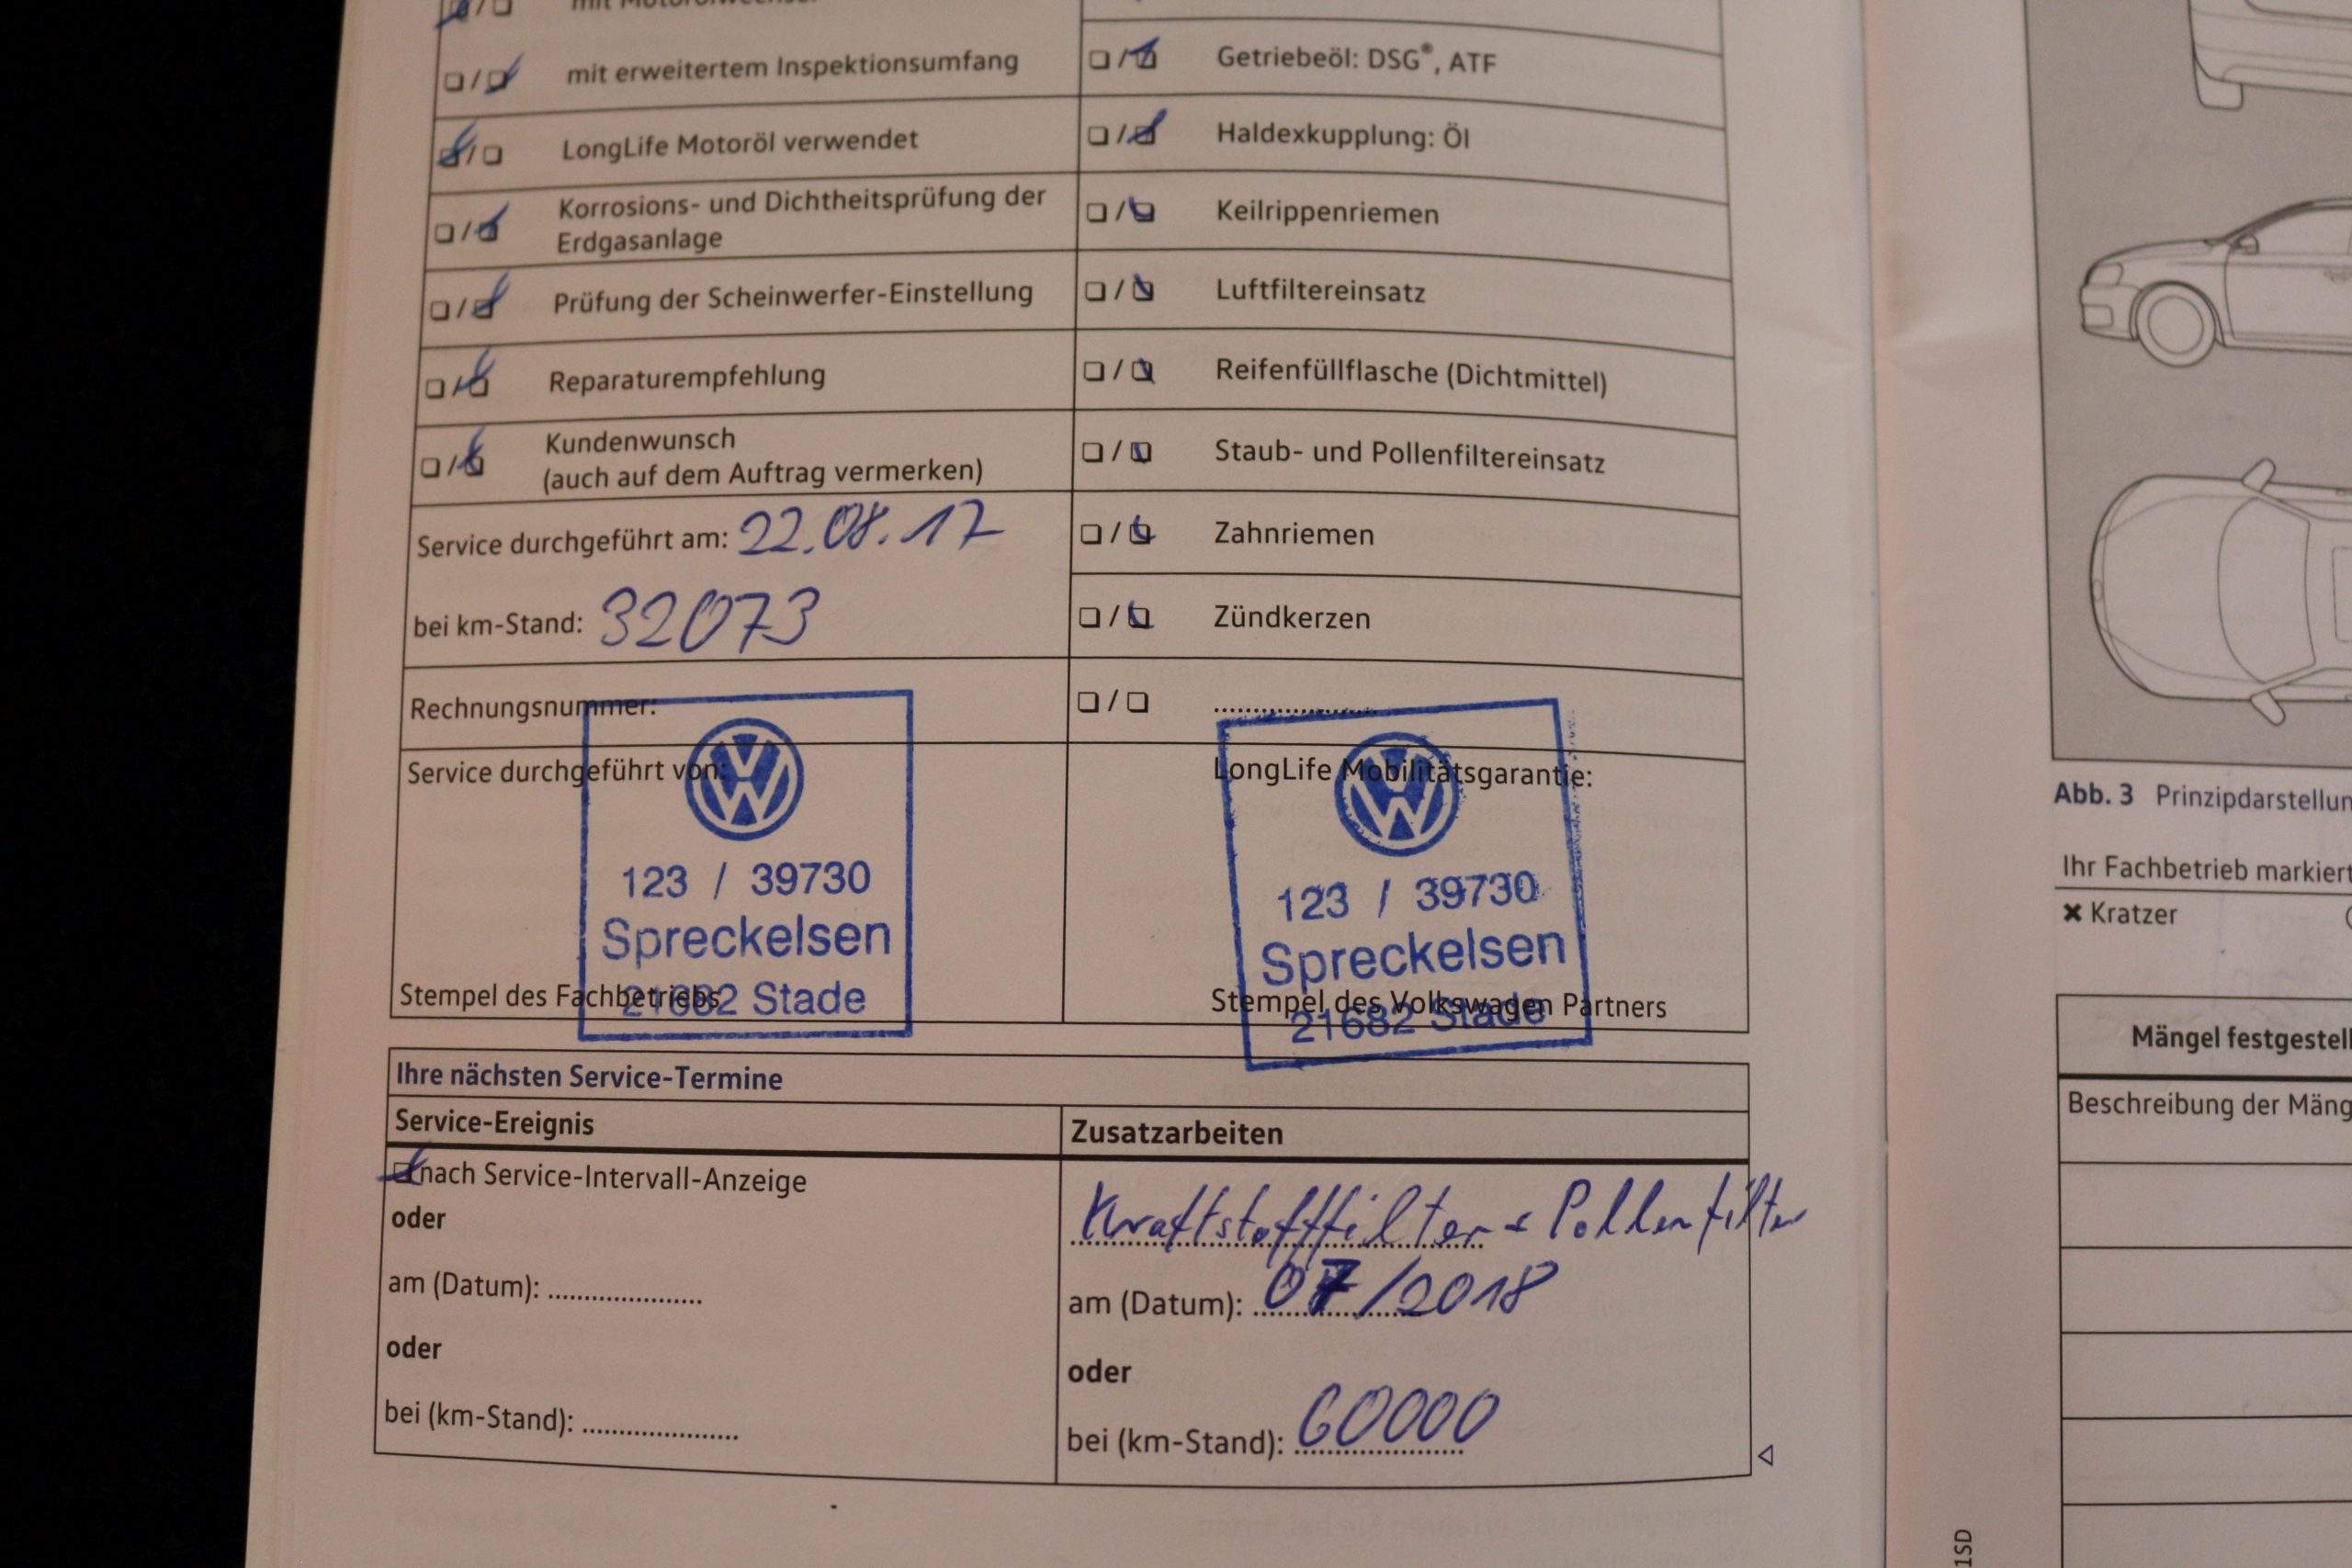 mit Motorölwechsel
mit erweitertem Inspektionsumfang
LongLife Motoröl verwendet
Korrosions- und Dichtheitsprüfung der
Erdgasanlage
Prüfung der Scheinwerfer-Einstellung
Reparaturempfehlung
Kundenwunsch
(auch auf dem Auftrag vermerken)
Service durchgeführt am: 22.08.17
bei km-Stand: 32073
Rechnungsnummer:
Service durchgeführt von:
123 / 39730
Spreckelsen
21682 Stade
Stempel des Fachbetriebs
Getriebeöl: DSG®, ATF
Haldexkupplung: Öl
Keilrippenriemen
Luftfiltereinsatz
Reifenfüllflasche (Dichtmittel)
Staub- und Pollenfiltereinsatz
Zahnriemen
Zündkerzen
LongLife Mobilitätsgarantie:
123 / 39730
Spreckelsen
21682 Stade
Stempel des Volkswagen Partners
Ihre nächsten Service-Termine
Service-Ereignis
nach Service-Intervall-Anzeige
oder
am (Datum):
oder
bei (km-Stand):
Zusatzarbeiten
Kraftstofffilter + Pollenfilter
am (Datum): 07/2018
oder
bei (km-Stand): 60000
Abb. 3 Prinzipdarstellun
Ihr Fachbetrieb markiert
Kratzer
Mängel festgestell
Beschreibung der Mäng
1SD